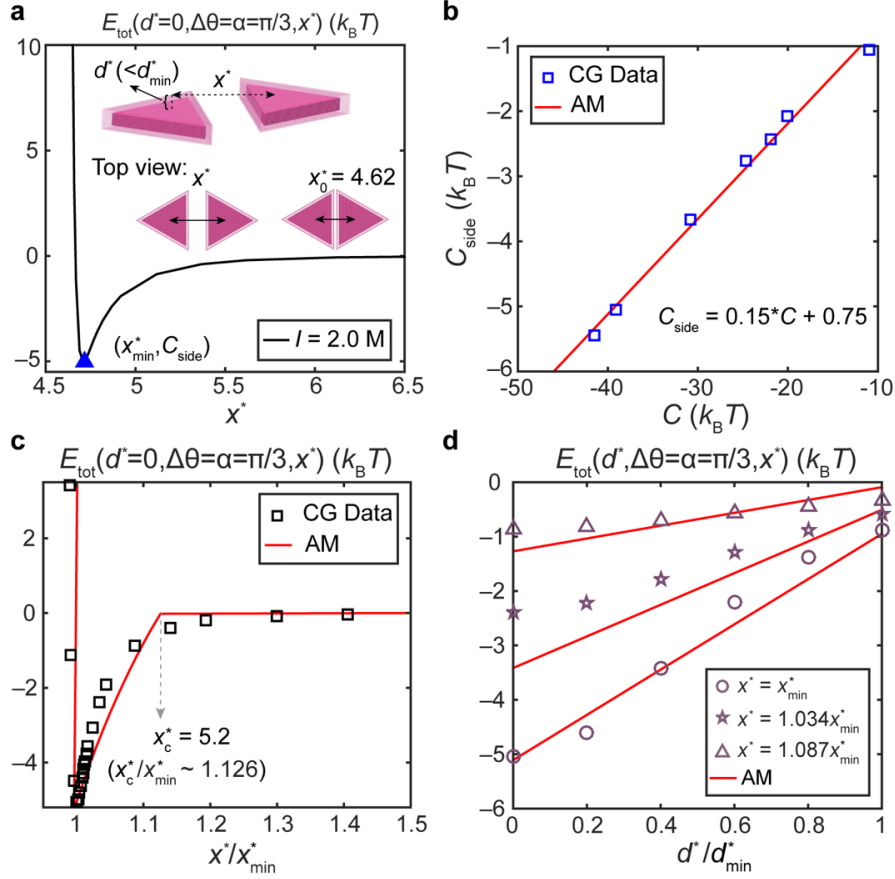 a
E_tot(d*=0,Δθ=α=π/3,x*) (k_BT)
10
5
0
−5
d*(<d*_min)
x*
Top view:
x*
x*_0 = 4.62
(x*_min, C_side)
I = 2.0 M
4.5 5 5.5 6 6.5
x*
b
−1
−2
−3
−4
−5
−6
C_side (k_BT)
CG Data
AM
C_side = 0.15*C + 0.75
−50 −40 −30 −20 −10
C (k_BT)
c
E_tot(d*=0,Δθ=α=π/3,x*) (k_BT)
2
0
−2
−4
CG Data
AM
x*_c = 5.2
(x*_c/x*_min ~ 1.126)
1 1.1 1.2 1.3 1.4 1.5
x*/x*_min
d
E_tot(d*,Δθ=α=π/3,x*) (k_BT)
0
−1
−2
−3
−4
−5
−6
x* = x*_min
x* = 1.034x*_min
x* = 1.087x*_min
AM
0 0.2 0.4 0.6 0.8 1
d*/d*_min